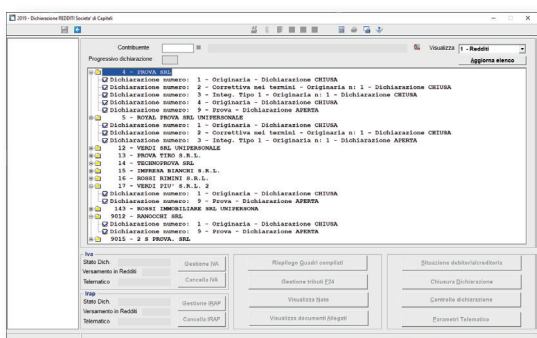 2019 - Dichiarazione REDDITI Societa' di Capitali
Contribuente
Visualizza 1 - Redditi
Progressivo dichiarazione
Aggiorna elenco
4 - PROVA SRL
Dichiarazione numero: 1 - Originaria - Dichiarazione CHIUSA
Dichiarazione numero: 2 - Correttiva nei termini - Originaria n: 1 - Dichiarazione CHIUSA
Dichiarazione numero: 3 - Integ. Tipo 1 - Originaria n: 1 - Dichiarazione CHIUSA
Dichiarazione numero: 4 - Originaria - Dichiarazione CHIUSA
Dichiarazione numero: 9 - Prova - Dichiarazione APERTA
5 - ROYAL PROVA SRL UNIPERSONALE
Dichiarazione numero: 1 - Originaria - Dichiarazione CHIUSA
Dichiarazione numero: 2 - Correttiva nei termini - Originaria n: 1 - Dichiarazione CHIUSA
Dichiarazione numero: 3 - Integ. Tipo 1 - Originaria n: 1 - Dichiarazione APERTA
12 - VERDI SRL UNIPERSONALE
13 - PROVA TIRO S.R.L.
14 - TECHNOPROVA SRL
15 - IMPRESA BIANCHI S.R.L.
16 - ROSSI RIMINI S.R.L.
17 - VERDI PIU' S.R.L. 2
Dichiarazione numero: 1 - Originaria - Dichiarazione CHIUSA
Dichiarazione numero: 9 - Prova - Dichiarazione APERTA
143 - ROSSI IMMOBILIARE SRL UNIPERSONA
9012 - RANOCCHI SRL
Dichiarazione numero: 1 - Originaria - Dichiarazione CHIUSA
Dichiarazione numero: 9 - Prova - Dichiarazione APERTA
9015 - 2 S PROVA. SRL
Iva
Stato Dich.
Versamento in Redditi
Telematico
Gestione IVA
Cancella IVA
Irap
Stato Dich.
Versamento in Redditi
Telematico
Gestione IRAP
Cancella IRAP
Riepilogo Quadri compilati
Gestione tributi F24
Visualizza Note
Visualizza documenti Allegati
Situazione debitoria/creditoria
Chiusura Dichiarazione
Controllo dichiarazione
Parametri Telematico